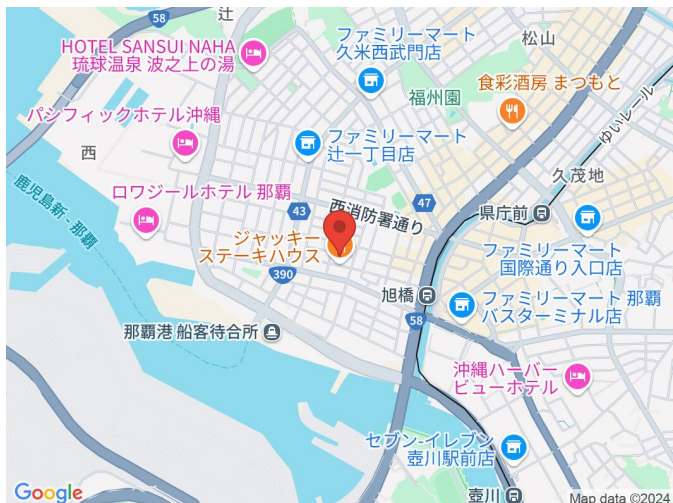 辻
58
HOTEL SANSUI NAHA
琉球温泉 波之上の湯
ファミリーマート
久米西武門店
松山
福州園
食彩酒房 まつもと
ゆいレール
パシフィックホテル沖縄
西
ファミリーマート
辻一丁目店
久茂地
鹿児島新 - 那覇
ロワジールホテル 那覇
43
47
西消防署通り
県庁前
ジャッキー
ステーキハウス
ファミリーマート
国際通り入口店
390
旭橋
ファミリーマート 那覇
バスターミナル店
58
那覇港 船客待合所
沖縄ハーバー
ビューホテル
セブン-イレブン
壺川駅前店
壺川
Google
Map data ©2024